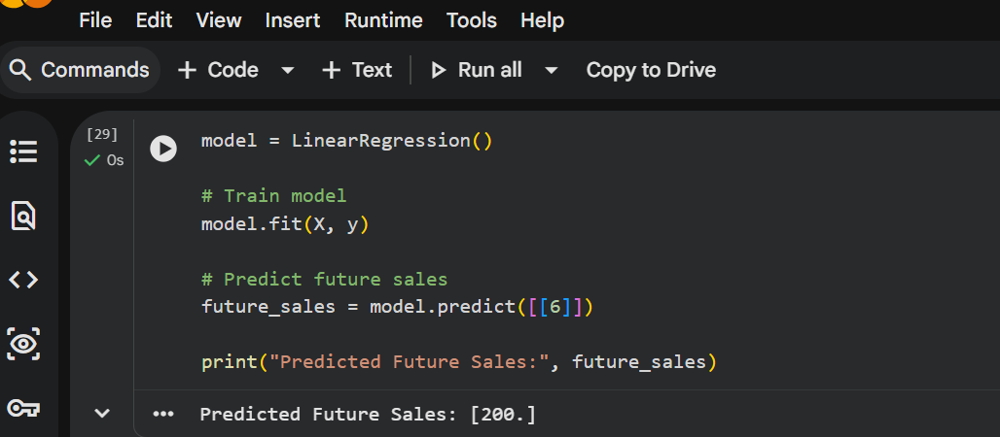 File Edit View Insert Runtime Tools Help
Commands + Code + Text Run all Copy to Drive
[29]
0s
model = LinearRegression()
# Train model
model.fit(X, y)
# Predict future sales
future_sales = model.predict([[6]])
print("Predicted Future Sales:", future_sales)
Predicted Future Sales: [200.]